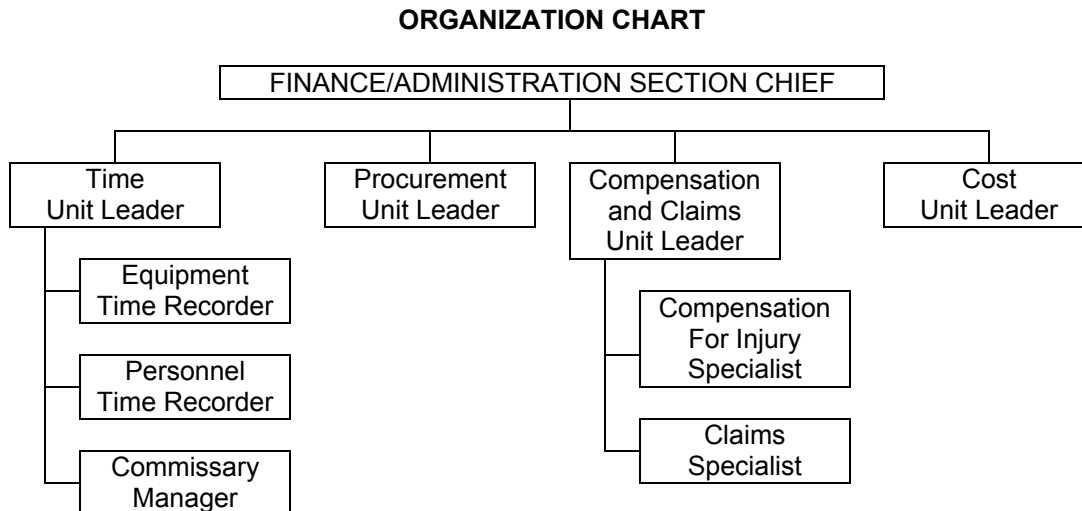 ORGANIZATION CHART
FINANCE/ADMINISTRATION SECTION CHIEF
Time
Unit Leader
Procurement
Unit Leader
Compensation
and Claims
Unit Leader
Cost
Unit Leader
Equipment
Time Recorder
Personnel
Time Recorder
Commissary
Manager
Compensation
For Injury
Specialist
Claims
Specialist